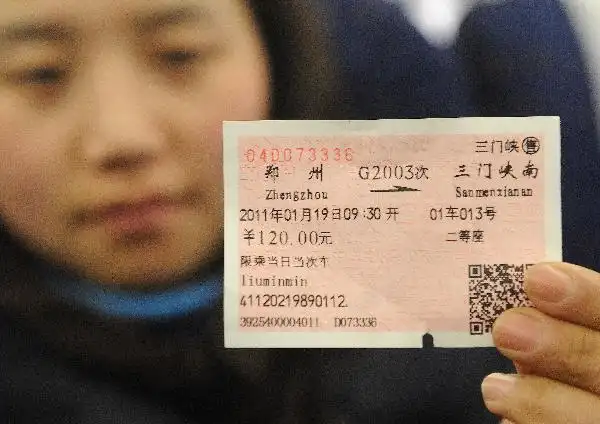 040073336 三门峡售
郑州 G2003次 三门峡南
Zhengzhou Sanmenxianan
2011年01月19日09:30开 01车013号
¥120.00元 二等座
限乘当日当次车
liuminmin
41120219890112
3925400004011 D073336